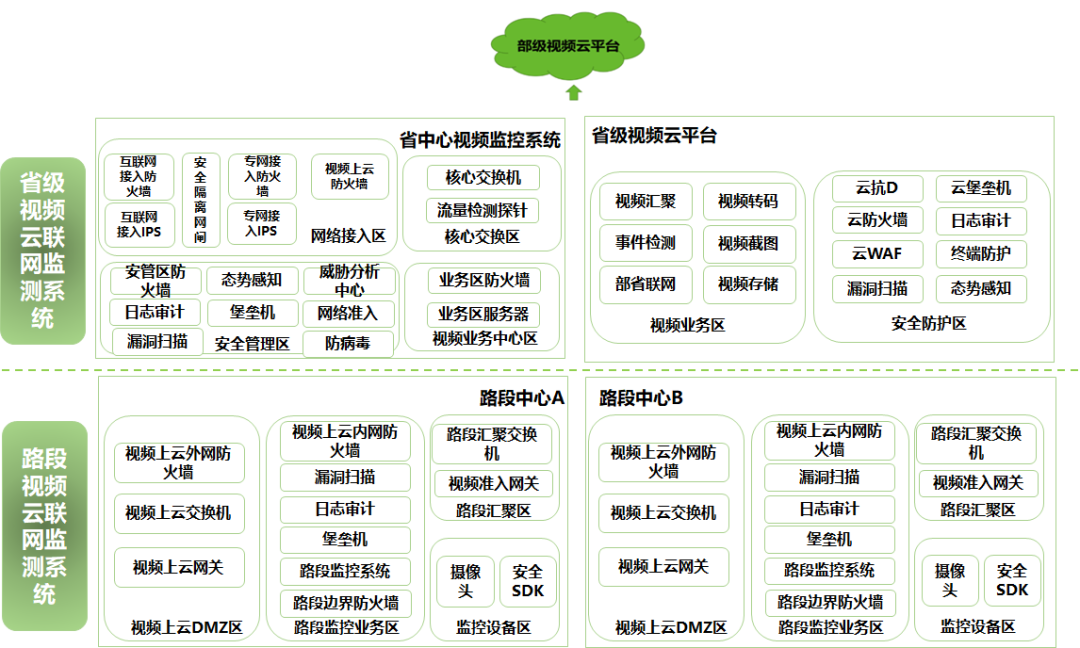 部级视频云平台
省级
视频
云联
网监
测系
统
省中心视频监控系统
互联网
接入防
火墙
安
全
隔
离
网
闸
专网接
入防火
墙
视频上云
防火墙
互联网
接入IPS
专网接
入IPS
网络接入区
核心交换机
流量检测探针
核心交换区
安管区防
火墙
态势感知
威胁分析
中心
日志审计
堡垒机
网络准入
漏洞扫描
安全管理区
防病毒
业务区防火墙
业务区服务器
视频业务中心区
省级视频云平台
视频汇聚
视频转码
事件检测
视频截图
部省联网
视频存储
视频业务区
云抗D
云堡垒机
云防火墙
日志审计
云WAF
终端防护
漏洞扫描
态势感知
安全防护区
路段
视频
云联
网监
测系
统
路段中心A
视频上云外网防
火墙
视频上云交换机
视频上云网关
视频上云DMZ区
视频上云内网防
火墙
漏洞扫描
日志审计
堡垒机
路段监控系统
路段边界防火墙
路段监控业务区
路段汇聚交换
机
视频准入网关
路段汇聚区
摄像
头
安全
SDK
监控设备区
路段中心B
视频上云外网防
火墙
视频上云交换机
视频上云网关
视频上云DMZ区
视频上云内网防
火墙
漏洞扫描
日志审计
堡垒机
路段监控系统
路段边界防火墙
路段监控业务区
路段汇聚交换
机
视频准入网关
路段汇聚区
摄像
头
安全
SDK
监控设备区